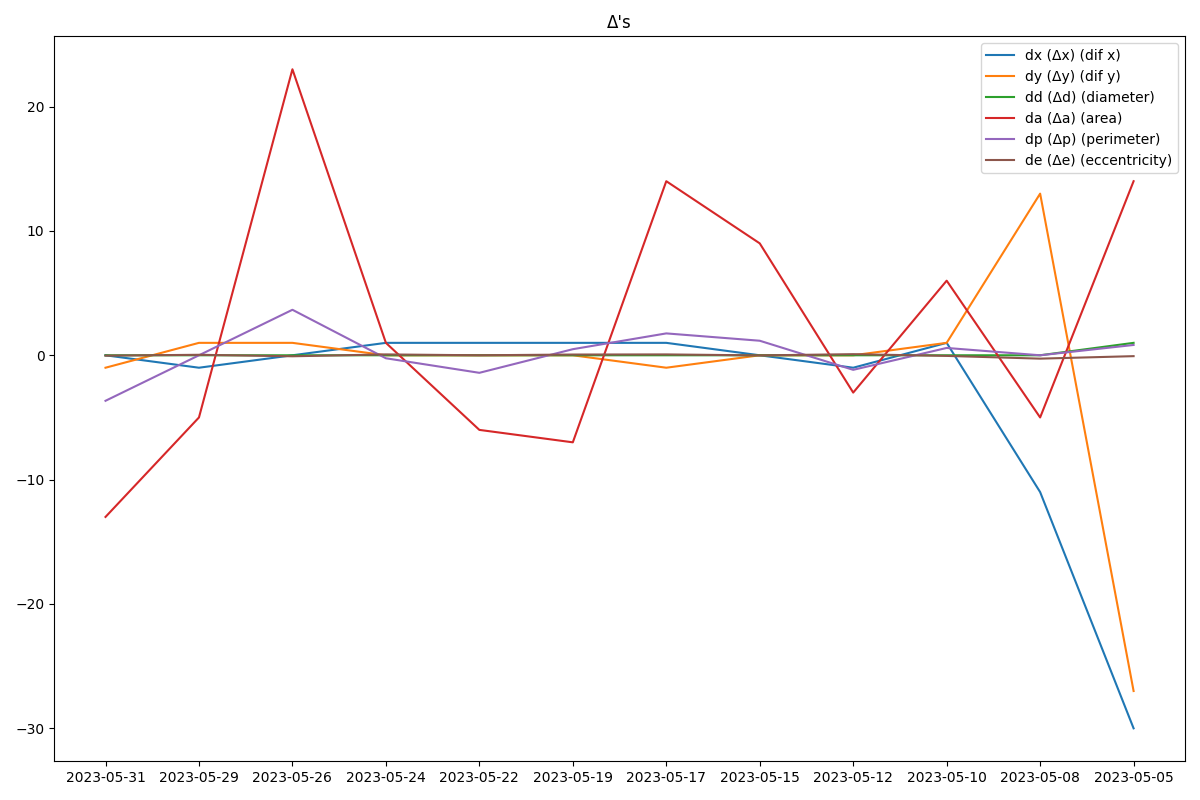 Δ's
dx (Δx) (dif x)
dy (Δy) (dif y)
dd (Δd) (diameter)
da (Δa) (area)
dp (Δp) (perimeter)
de (Δe) (eccentricity)
20
10
0
−10
−20
−30
2023-05-31 2023-05-29 2023-05-26 2023-05-24 2023-05-22 2023-05-19 2023-05-17 2023-05-15 2023-05-12 2023-05-10 2023-05-08 2023-05-05